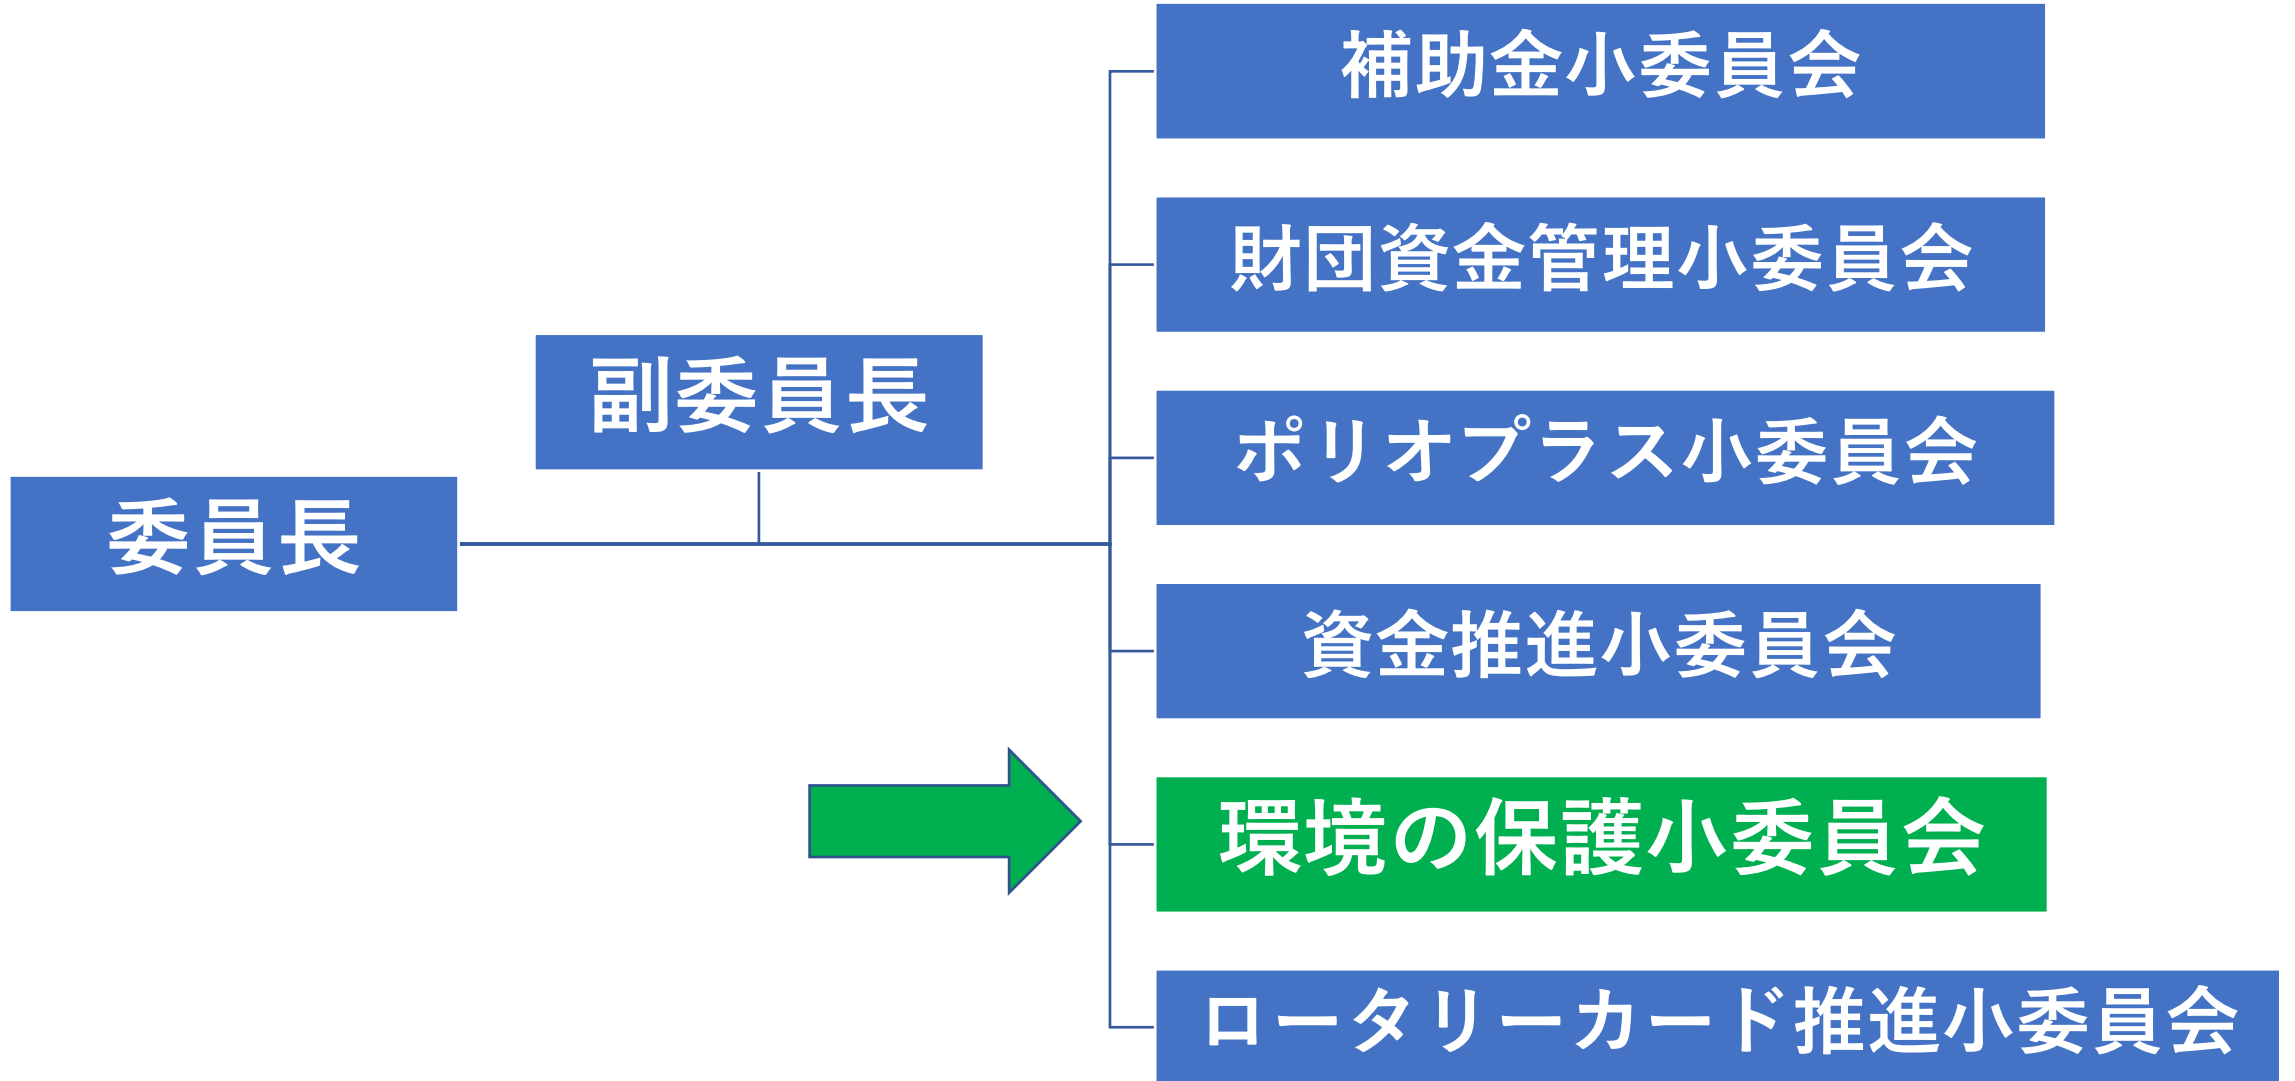 委員長
副委員長
補助金小委員会
財団資金管理小委員会
ポリオプラス小委員会
資金推進小委員会
環境の保護小委員会
ロータリーカード推進小委員会